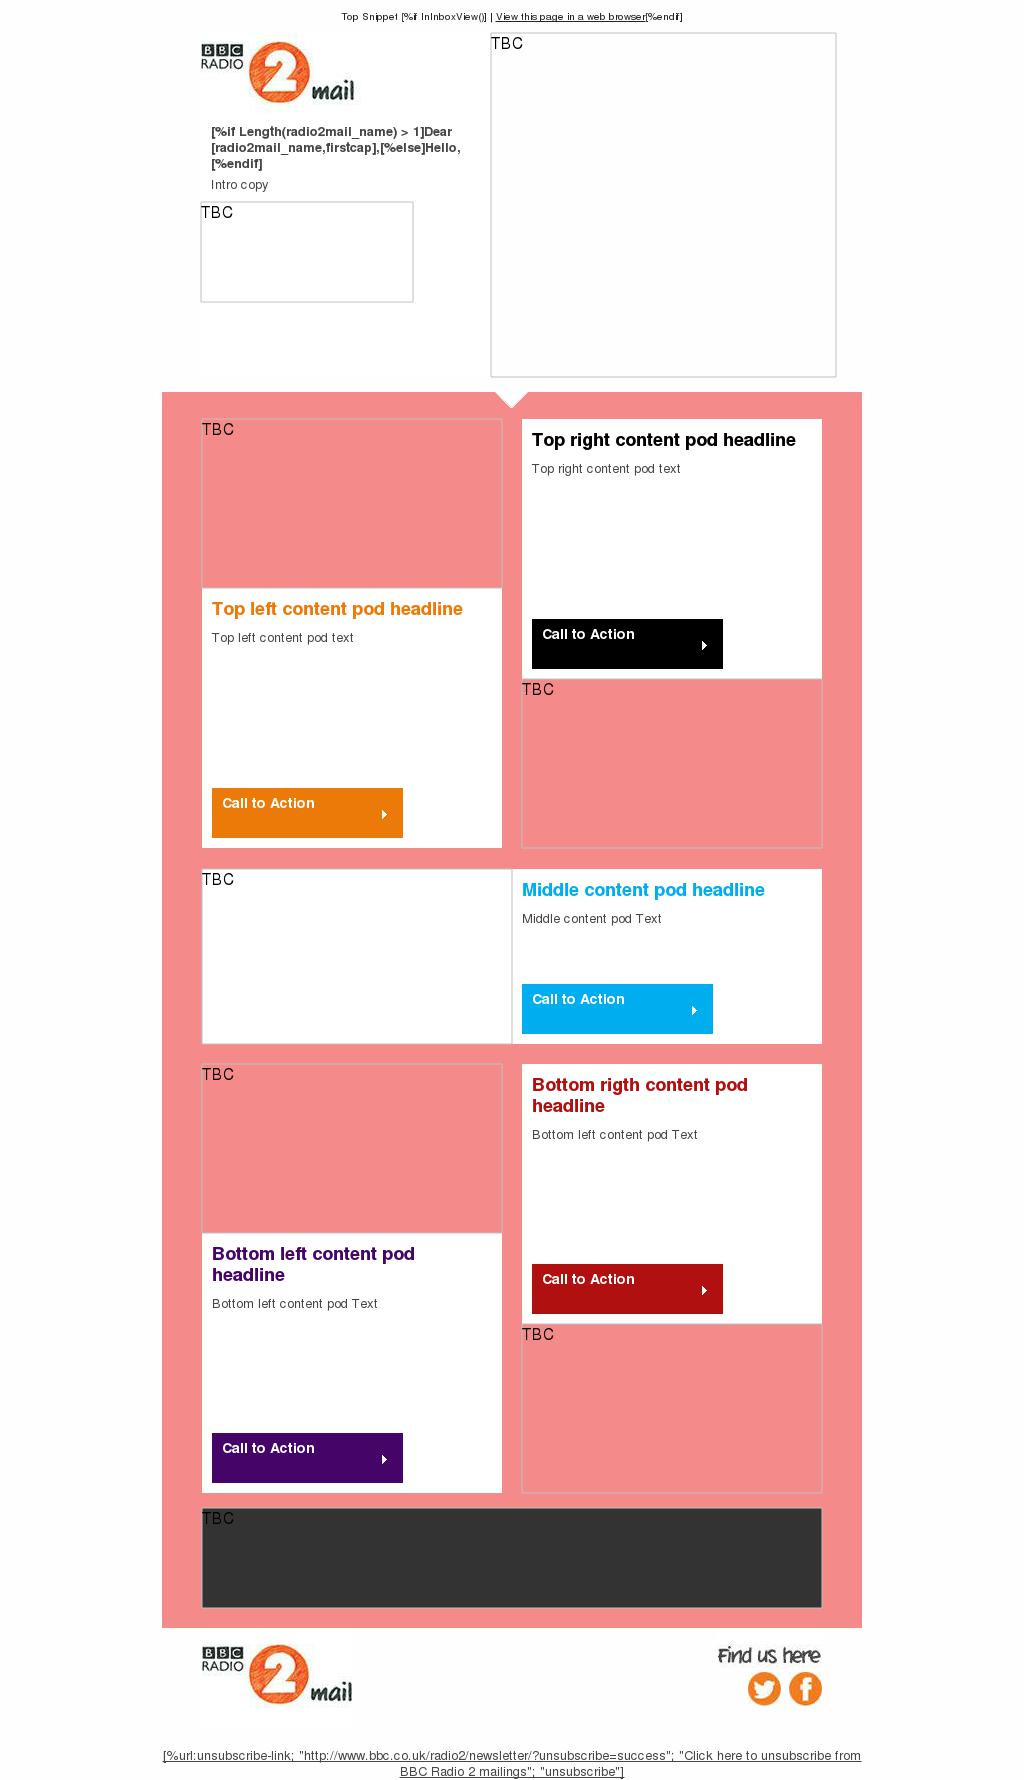 Top Snippet [%if InInboxView()] | View this page in a web browser[%endif]
BBC
RADIO
2
mail
TBC
[%if Length(radio2mail_name) > 1]Dear
[radio2mail_name,firstcap],[%else]Hello,
[%endif]
Intro copy
TBC
TBC
Top left content pod headline
Top left content pod text
Call to Action
Top right content pod headline
Top right content pod text
Call to Action
TBC
TBC
Middle content pod headline
Middle content pod Text
Call to Action
TBC
Bottom left content pod
headline
Bottom left content pod Text
Call to Action
Bottom rigth content pod
headline
Bottom left content pod Text
Call to Action
TBC
TBC
BBC
RADIO
2
mail
Find us here
[%url:unsubscribe-link; "http://www.bbc.co.uk/radio2/newsletter/?unsubscribe=success"; "Click here to unsubscribe from
BBC Radio 2 mailings"; "unsubscribe"]